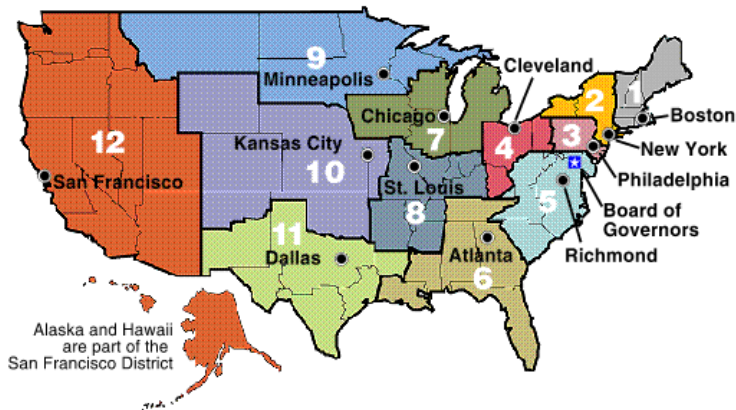 9
Minneapolis
Cleveland
Chicago
7
2
1
Boston
12
Kansas City
10
4
3
New York
San Francisco
St. Louis
8
Philadelphia
5
Board of
Governors
11
Dallas
Atlanta
6
Richmond
Alaska and Hawaii
are part of the
San Francisco District